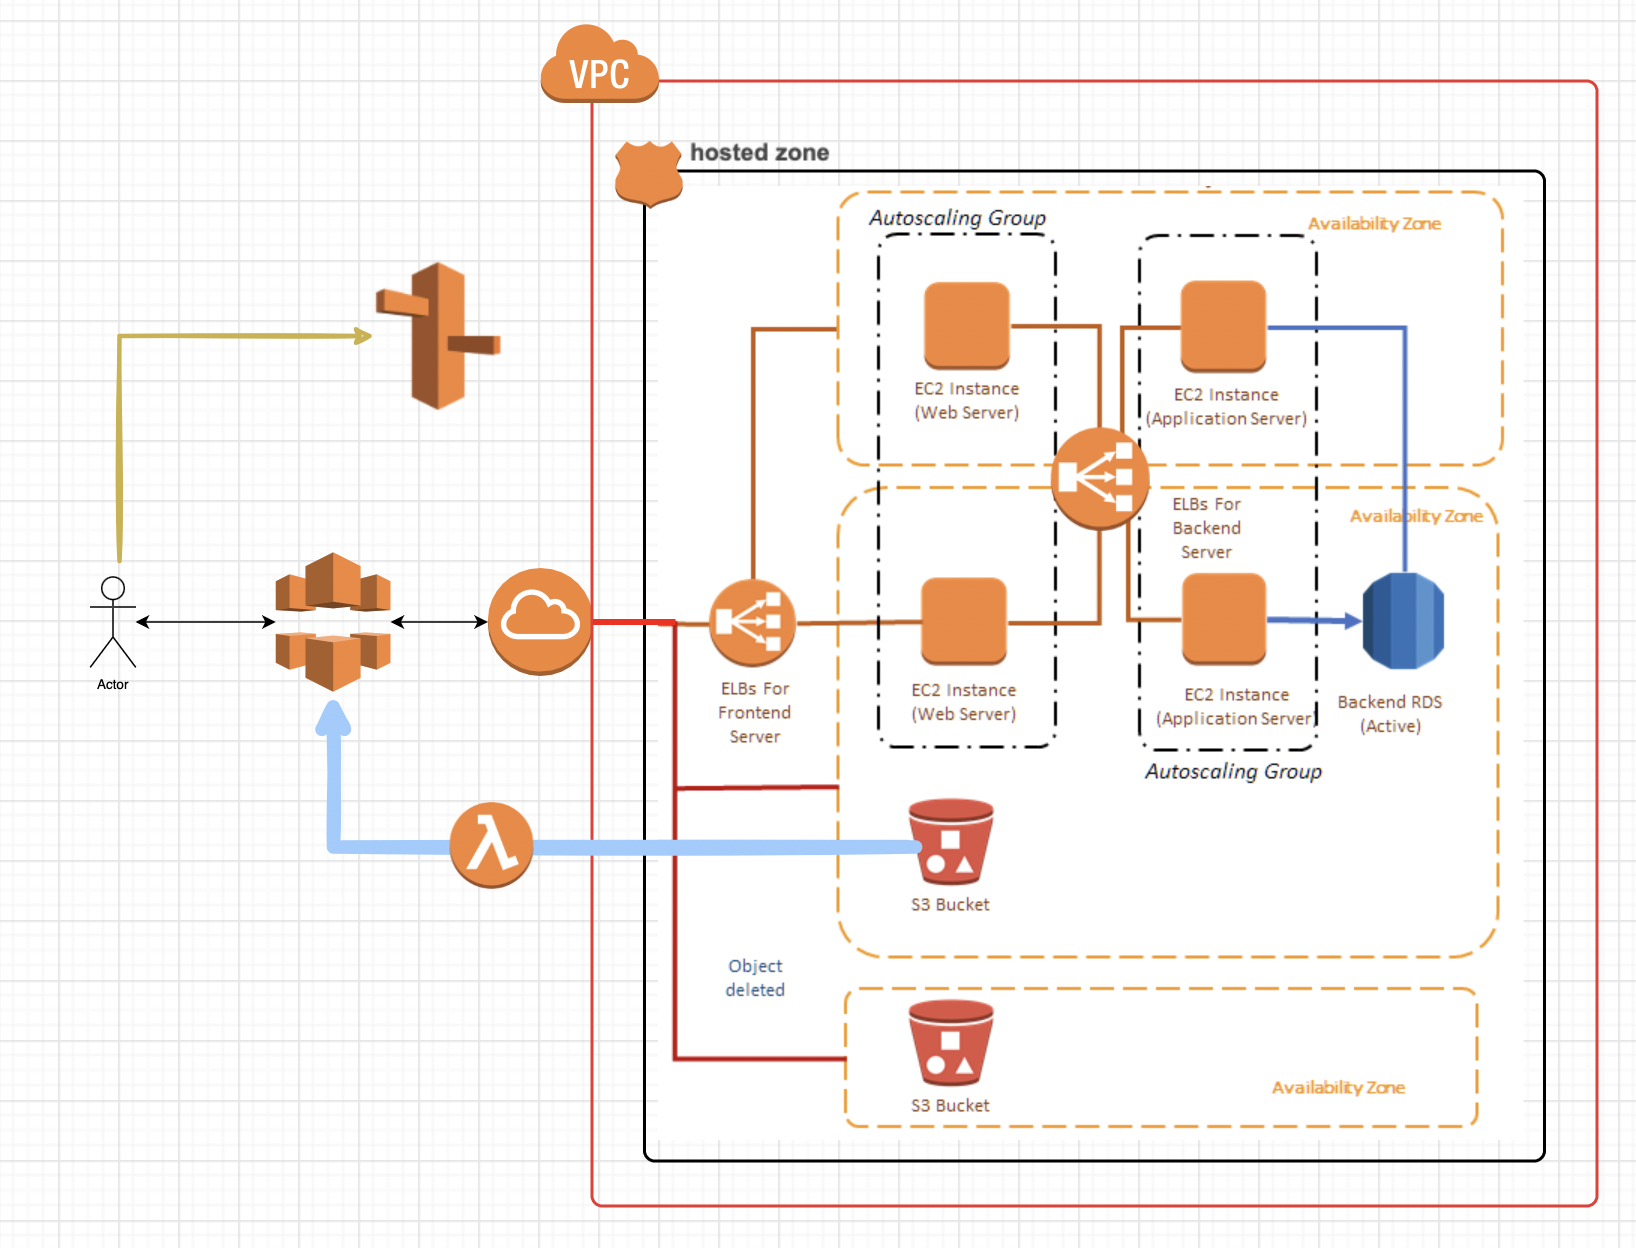 VPC
hosted zone
Autoscaling Group
Availability Zone
EC2 Instance
(Web Server)
EC2 Instance
(Application Server)
ELBs For
Backend
Server
Availability Zone
Actor
ELBs For
Frontend
Server
EC2 Instance
(Web Server)
EC2 Instance
(Application Server)
Backend RDS
(Active)
Autoscaling Group
S3 Bucket
Object
deleted
S3 Bucket
Availability Zone